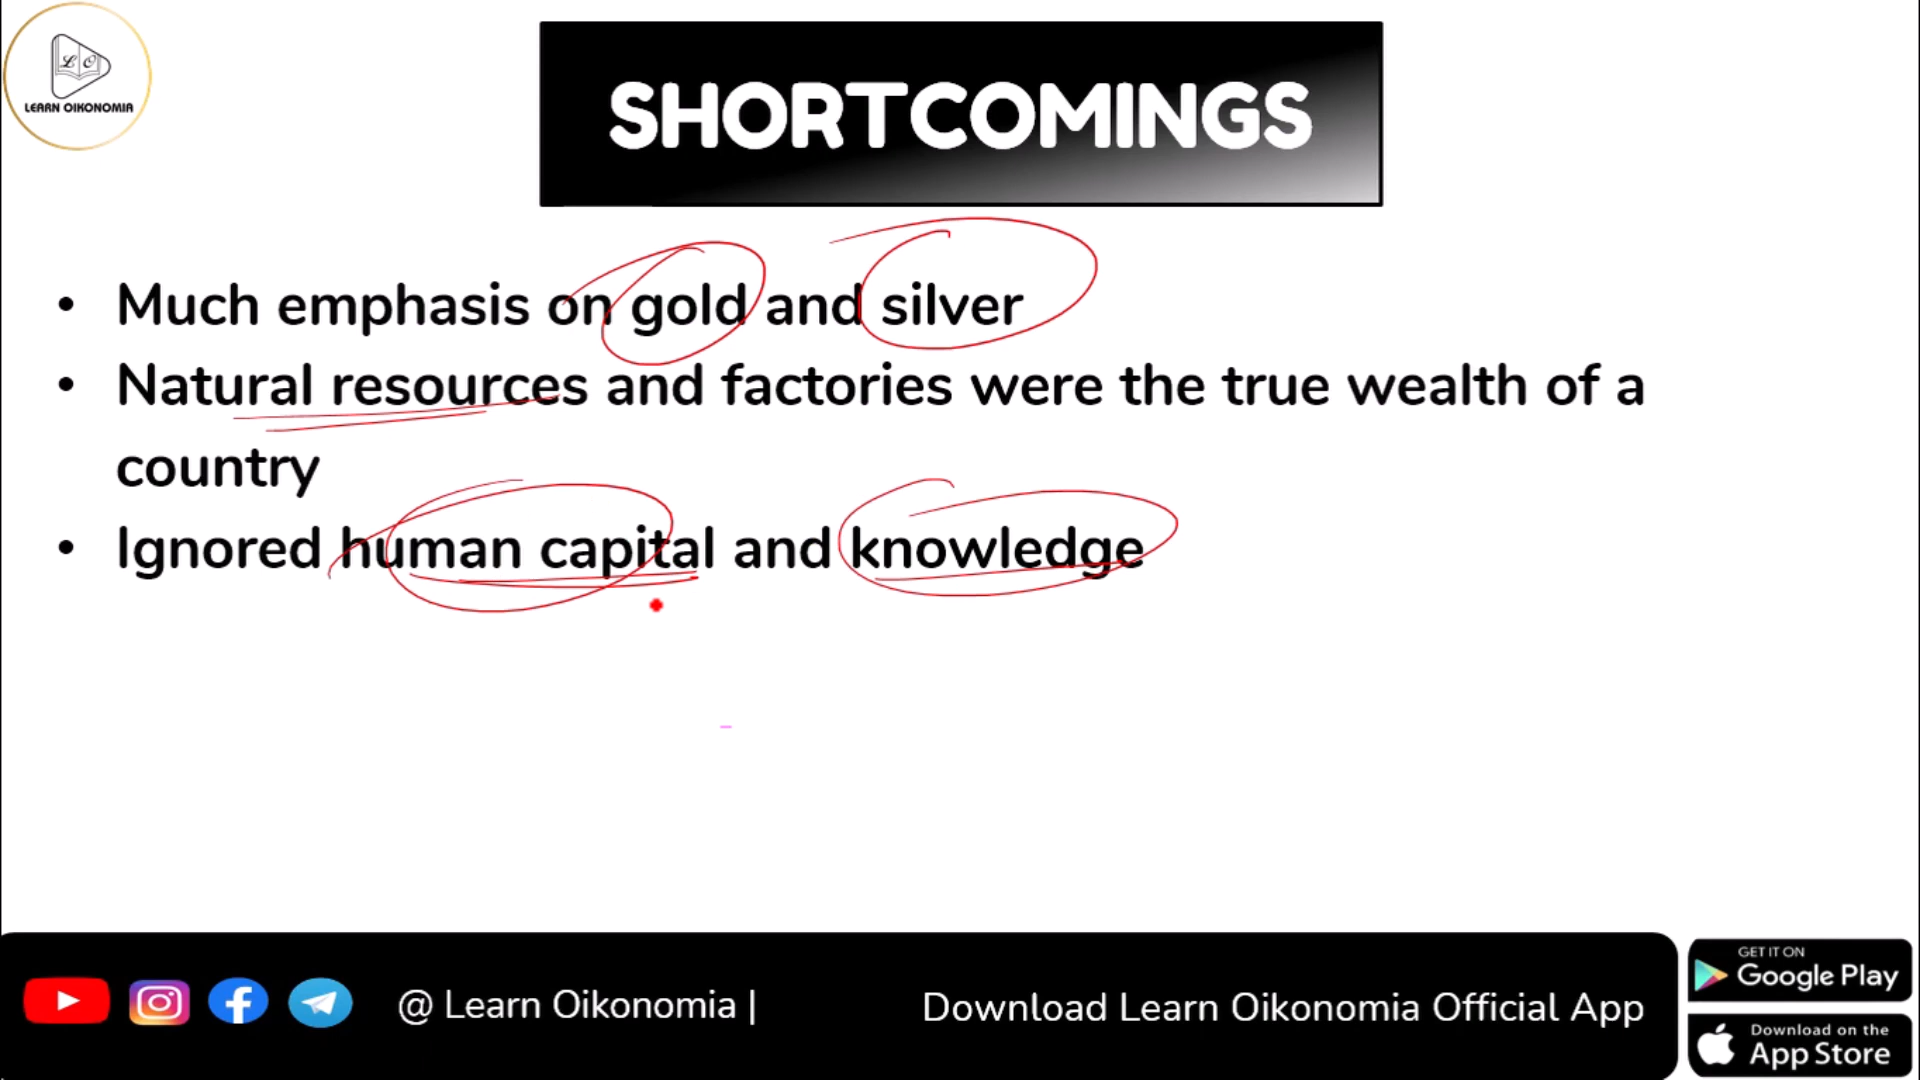 LO
LEARN OIKONOMIA
SHORTCOMINGS
• Much emphasis on gold and silver
• Natural resources and factories were the true wealth of a
country
• Ignored human capital and knowledge
@ Learn Oikonomia |
Download Learn Oikonomia Official App
GET IT ON
Google Play
Download on the
App Store